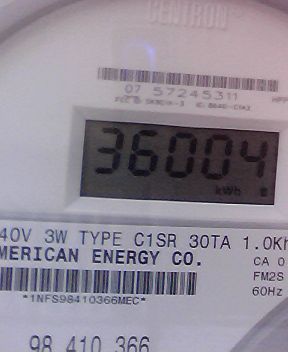 CENTRON
07 57245311
36004
kWh
40V 3W TYPE C1SR 30TA 1.0Kh
MERICAN ENERGY CO.
CA 0
FM2S
*1NFS98410366MEC*
60Hz
98 410 366